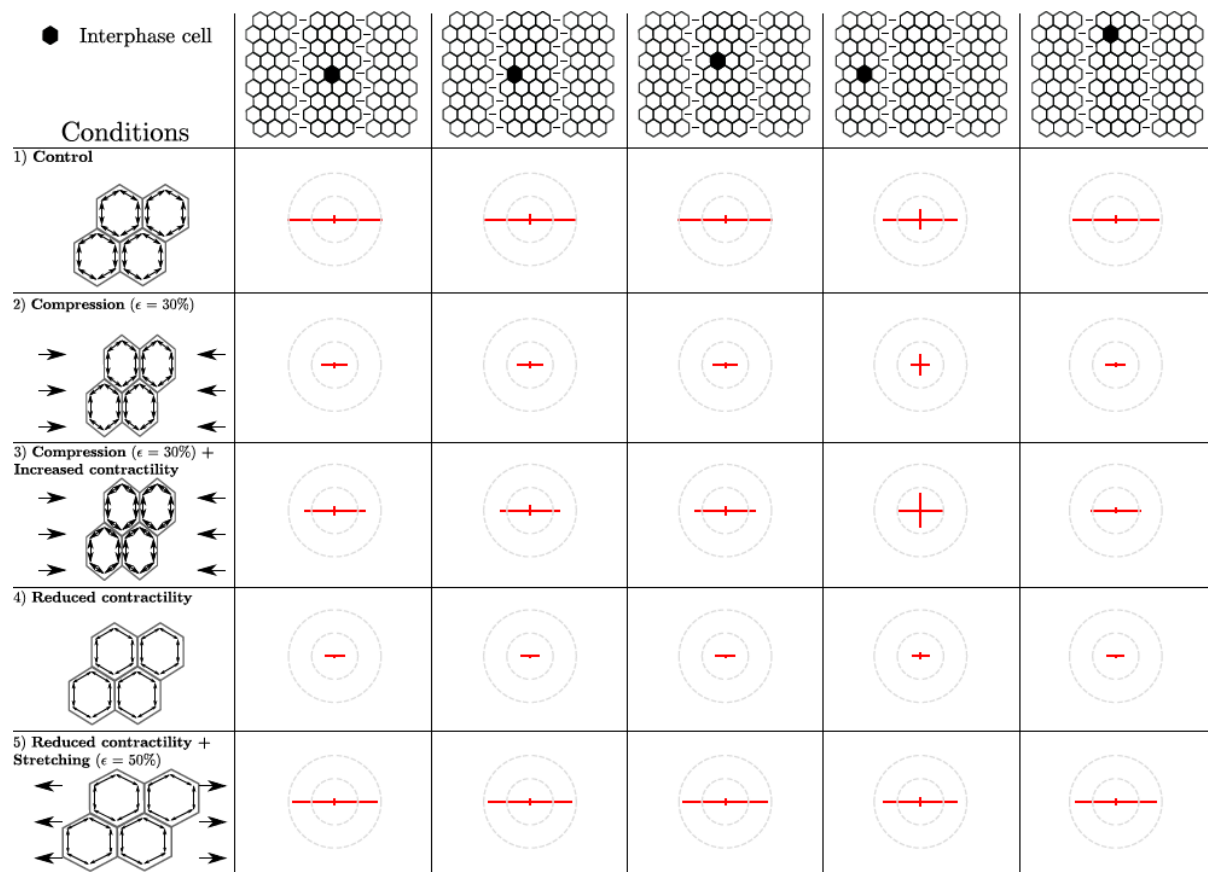 Interphase cell
Conditions
1) Control
2) Compression (ϵ = 30%)
3) Compression (ϵ = 30%) +
Increased contractility
4) Reduced contractility
5) Reduced contractility +
Stretching (ϵ = 50%)